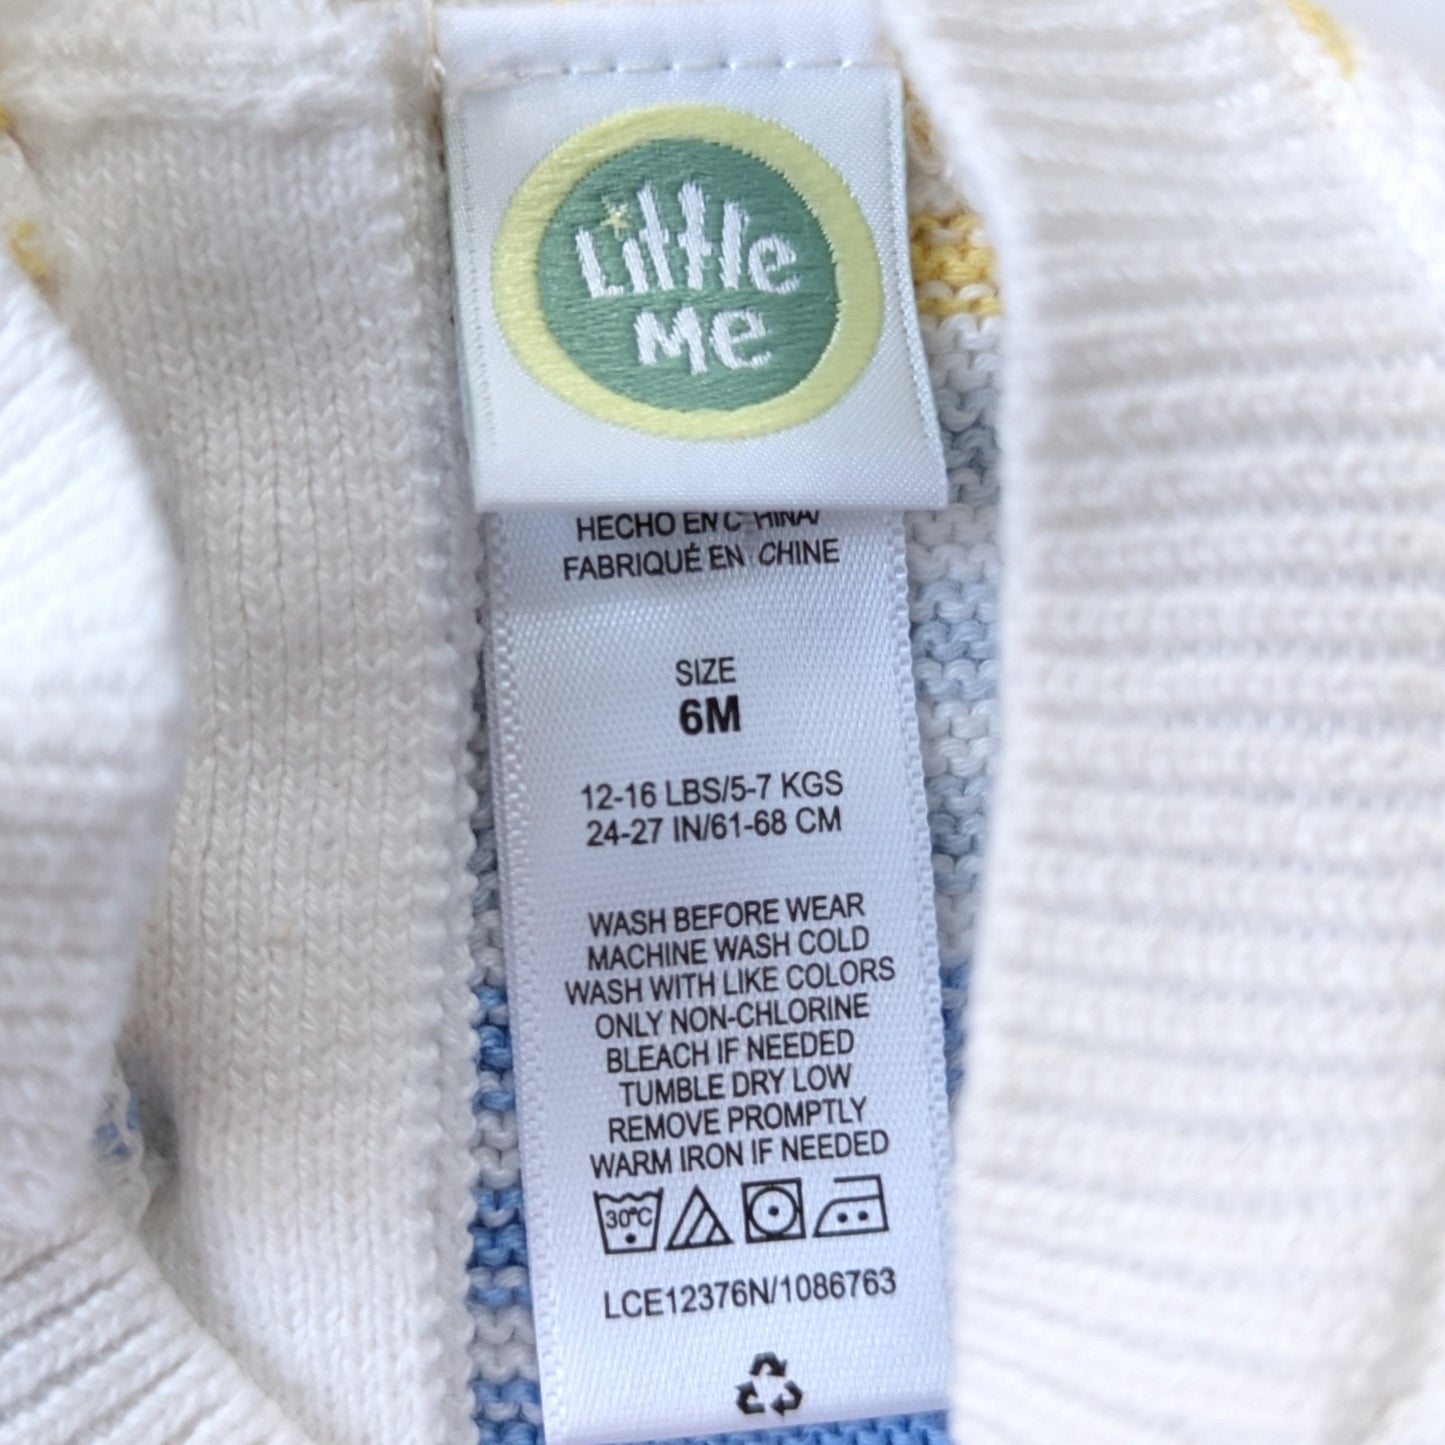 Little
Me
HECHO EN CHINA/
FABRIQUÉ EN CHINE
SIZE
6M
12-16 LBS/5-7 KGS
24-27 IN/61-68 CM
WASH BEFORE WEAR
MACHINE WASH COLD
WASH WITH LIKE COLORS
ONLY NON-CHLORINE
BLEACH IF NEEDED
TUMBLE DRY LOW
REMOVE PROMPTLY
WARM IRON IF NEEDED
30°C
LCE12376N/1086763